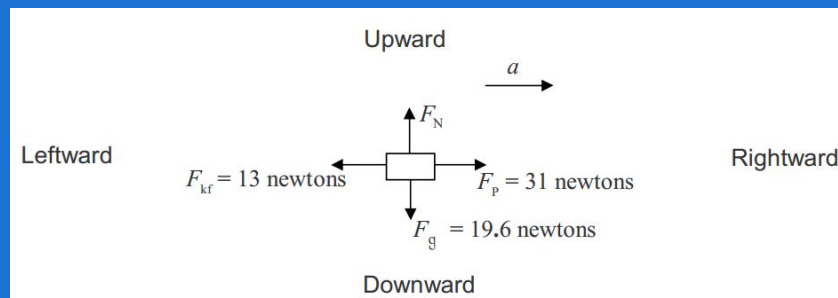 Upward
a
F_N
Leftward
Rightward
F_kf = 13 newtons
F_P = 31 newtons
F_g = 19.6 newtons
Downward